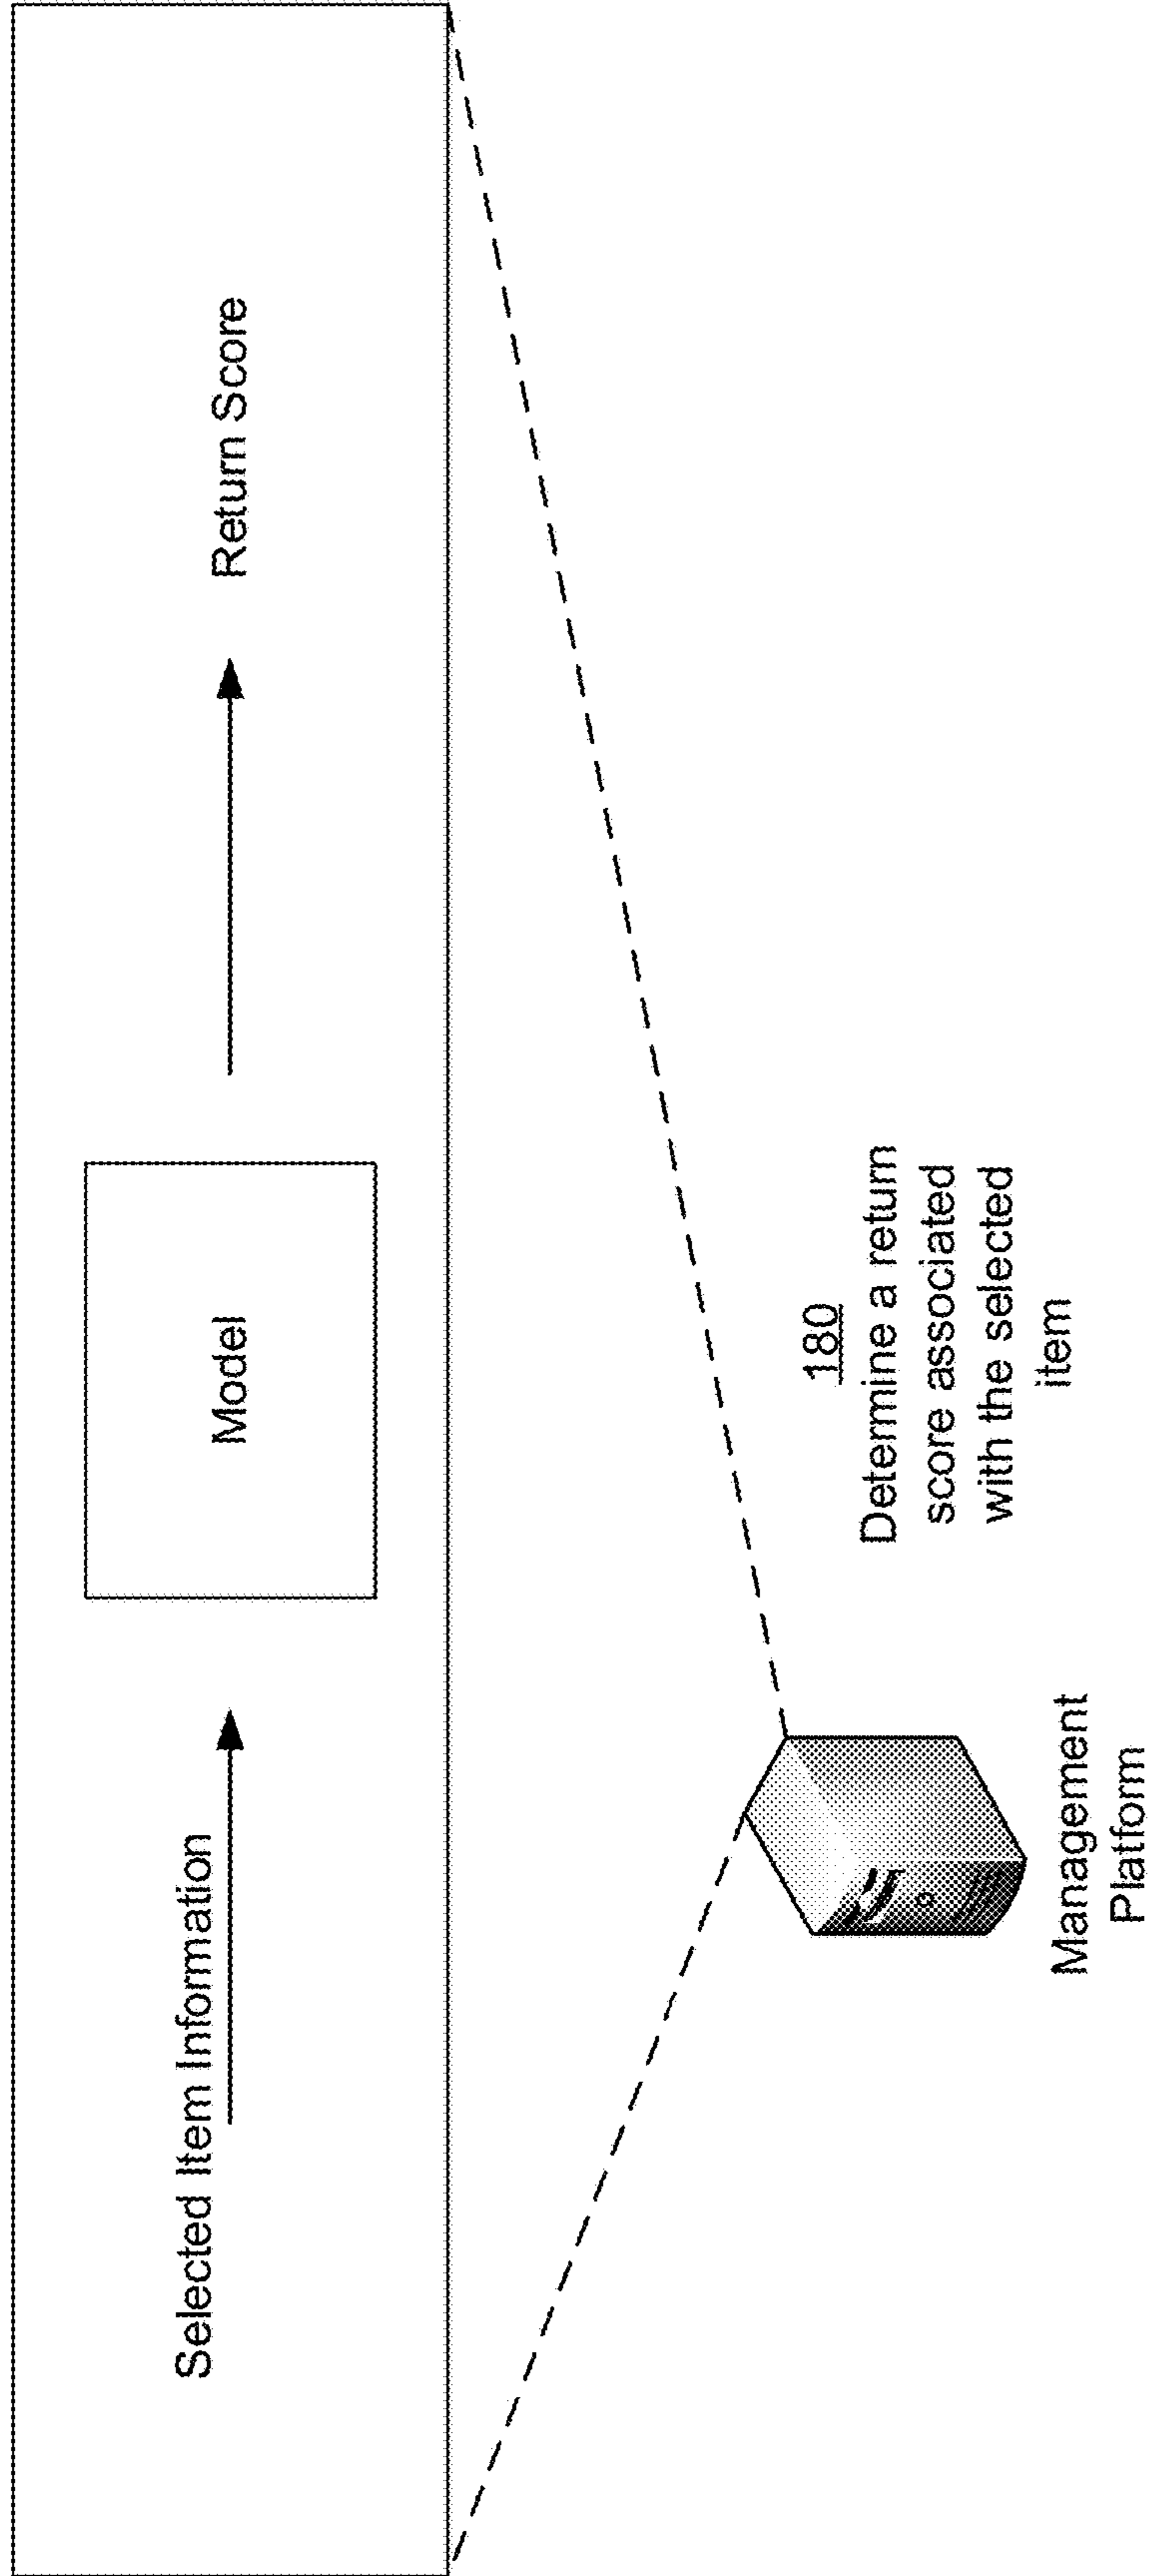 Selected Item Information
Model
Return Score
180
Determine a return
score associated
with the selected
item
Management
Platform